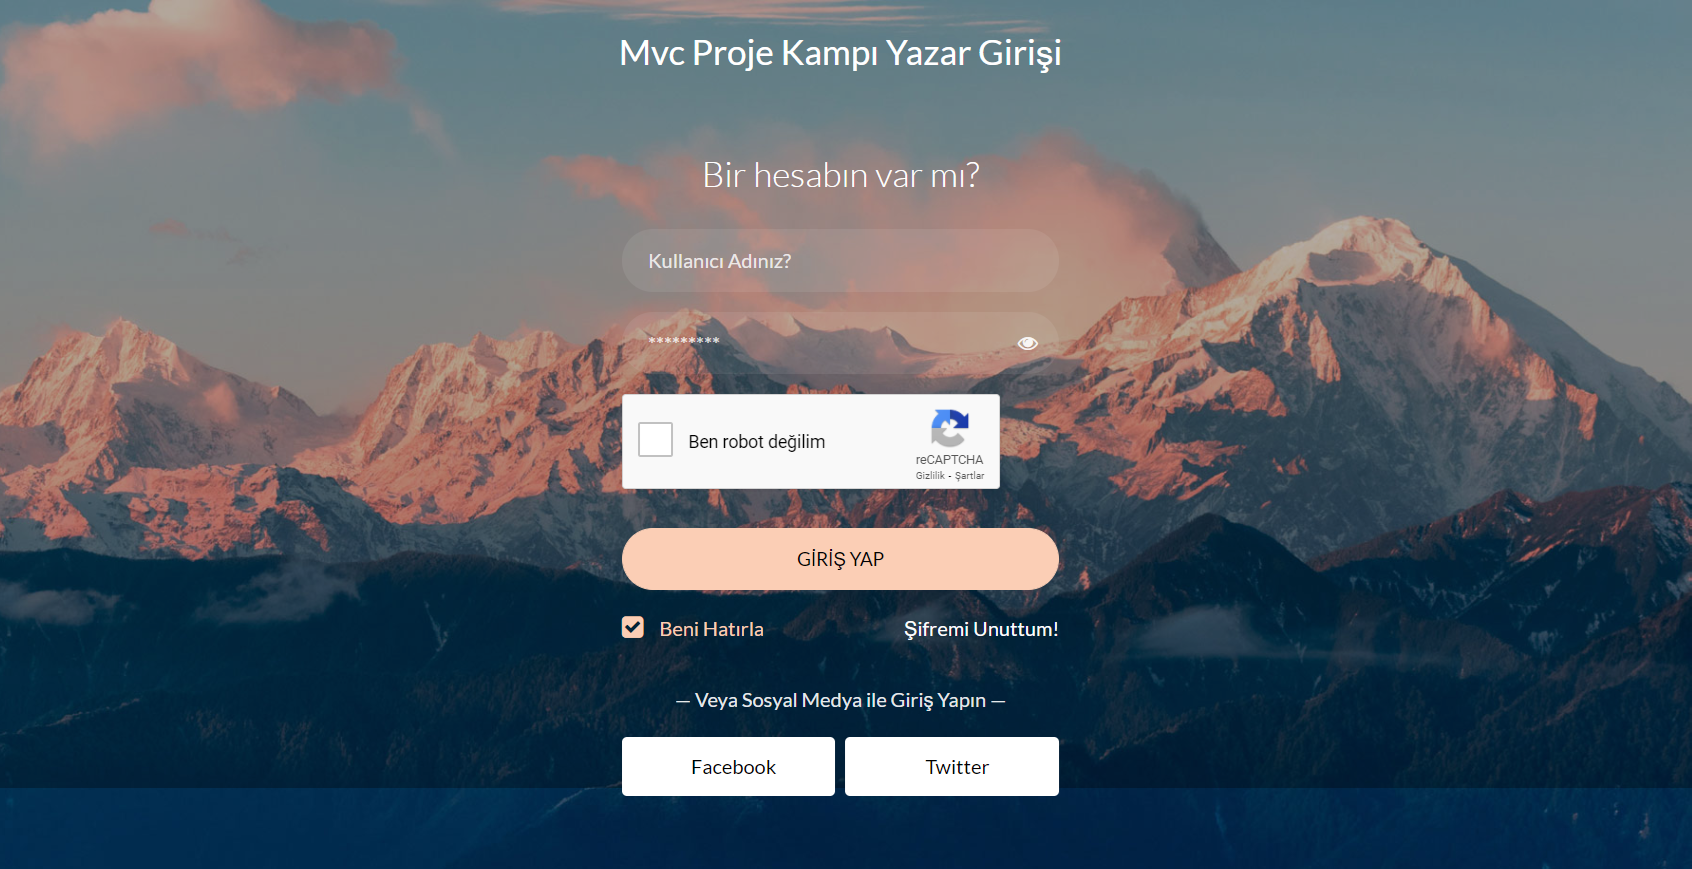 Mvc Proje Kampı Yazar Girişi
Bir hesabın var mı?
Kullanıcı Adınız?
*********
Ben robot değilim
reCAPTCHA
Gizlilik - Şartlar
GİRİŞ YAP
Beni Hatırla
Şifremi Unuttum!
— Veya Sosyal Medya ile Giriş Yapın —
Facebook
Twitter